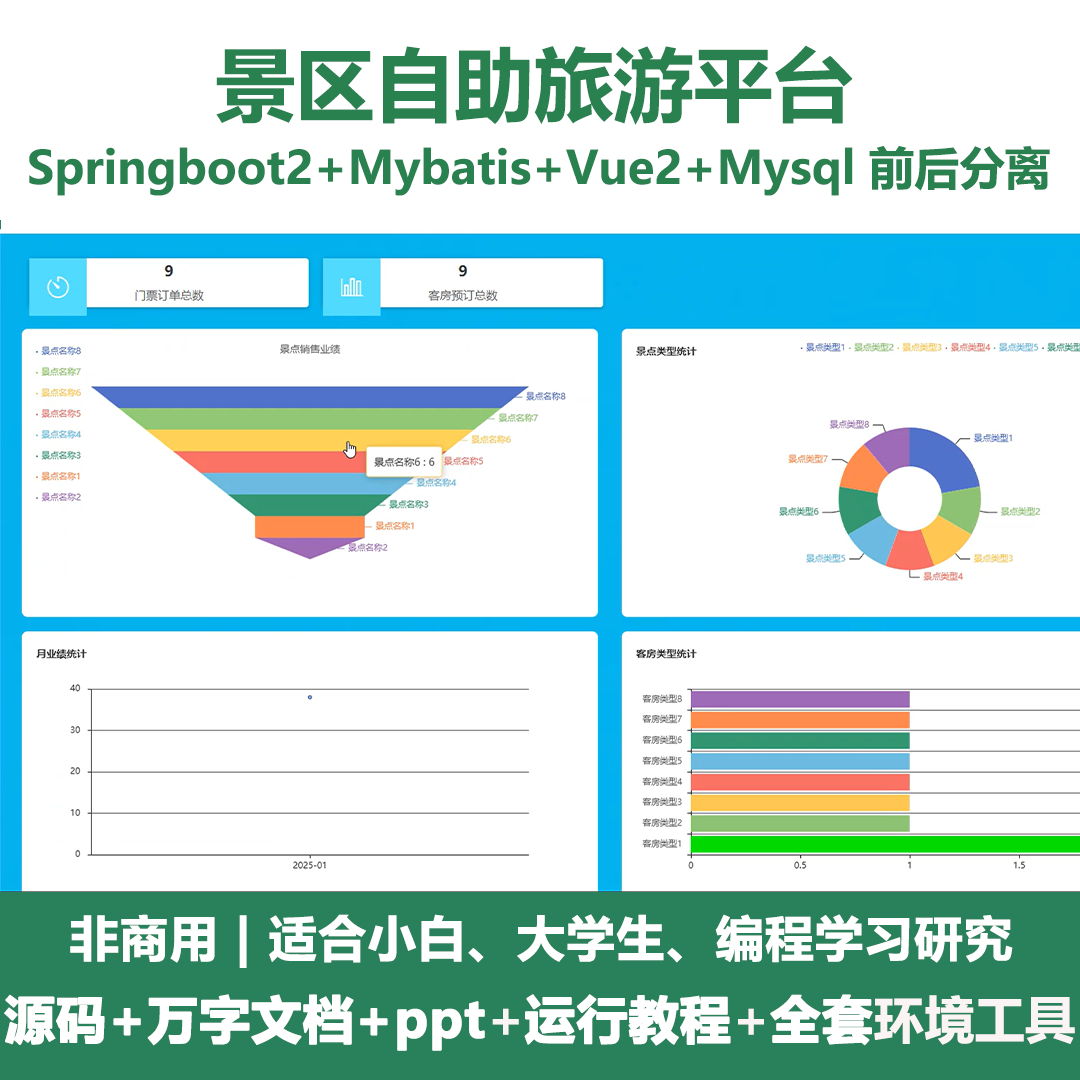 景区自助旅游平台
Springboot2+Mybatis+Vue2+Mysql 前后分离
9
门票订单总数
9
客房预订总数
景点销售业绩
景点名称8
景点名称7
景点名称6
景点名称5
景点名称4
景点名称3
景点名称1
景点名称2
景点名称8
景点名称7
景点名称6
景点名称5
景点名称4
景点名称3
景点名称1
景点名称2
景点名称6 : 6
景点类型统计
景点类型1 景点类型2 景点类型3 景点类型4 景点类型5 景点类
景点类型8
景点类型1
景点类型7
景点类型6
景点类型2
景点类型5
景点类型3
景点类型4
月业绩统计
40
30
20
10
0
2025-01
客房类型统计
客房类型8
客房类型7
客房类型6
客房类型5
客房类型4
客房类型3
客房类型2
客房类型1
0 0.5 1 1.5
非商用 | 适合小白、大学生、编程学习研究
源码+万字文档+ppt+运行教程+全套环境工具